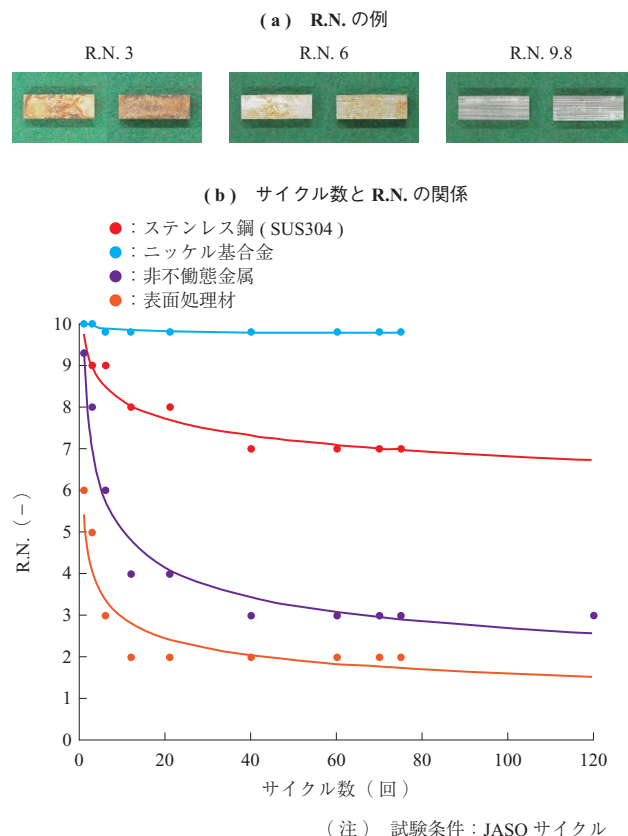 ( a ) R.N. の例
R.N. 3 R.N. 6 R.N. 9.8
( b ) サイクル数と R.N. の関係
：ステンレス鋼 ( SUS304 )
：ニッケル基合金
：非不働態金属
：表面処理材
10
9
8
7
6
5
4
3
2
1
0
R.N.（－）
0 20 40 60 80 100 120
サイクル数（ 回 ）
（ 注 ） 試験条件：JASO サイクル